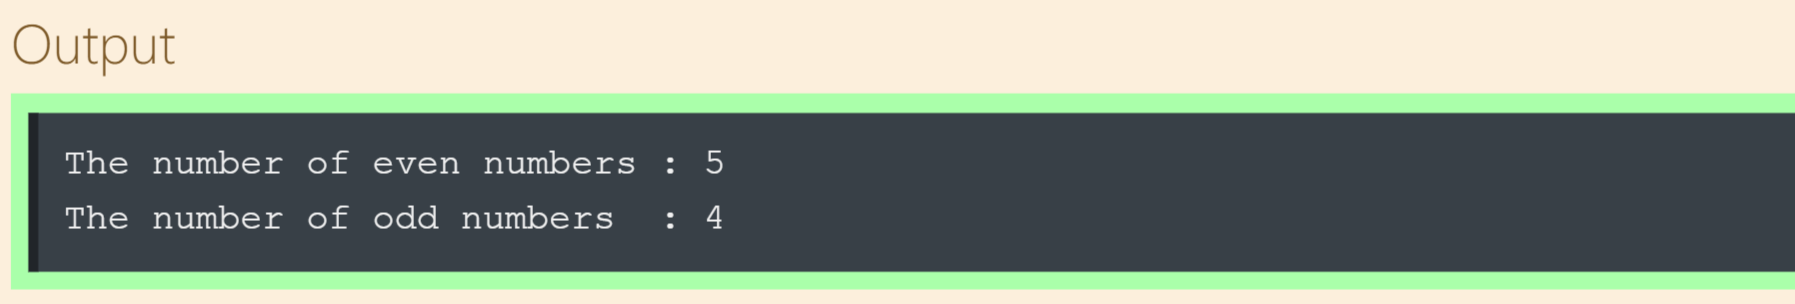 Output
The number of even numbers : 5
The number of odd numbers  : 4